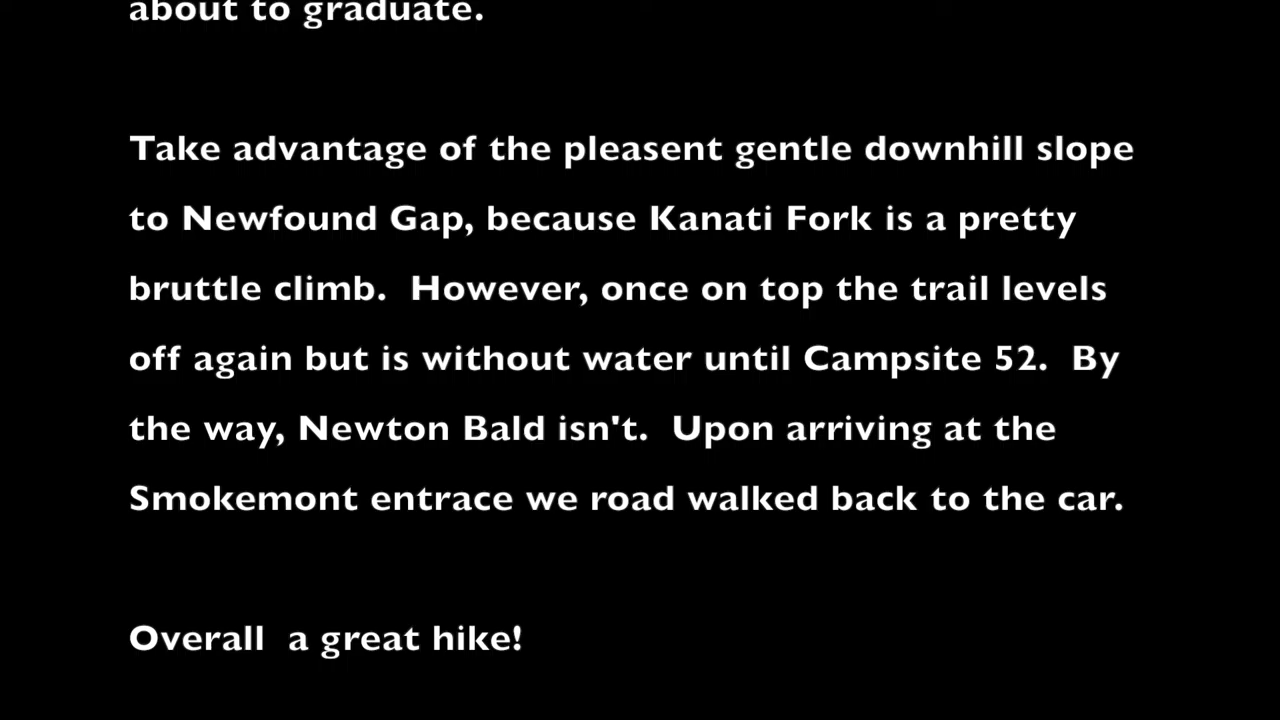 about to graduate.
Take advantage of the pleasent gentle downhill slope
to Newfound Gap, because Kanati Fork is a pretty
bruttle climb.  However, once on top the trail levels
off again but is without water until Campsite 52.  By
the way, Newton Bald isn't.  Upon arriving at the
Smokemont entrace we road walked back to the car.
Overall  a great hike!